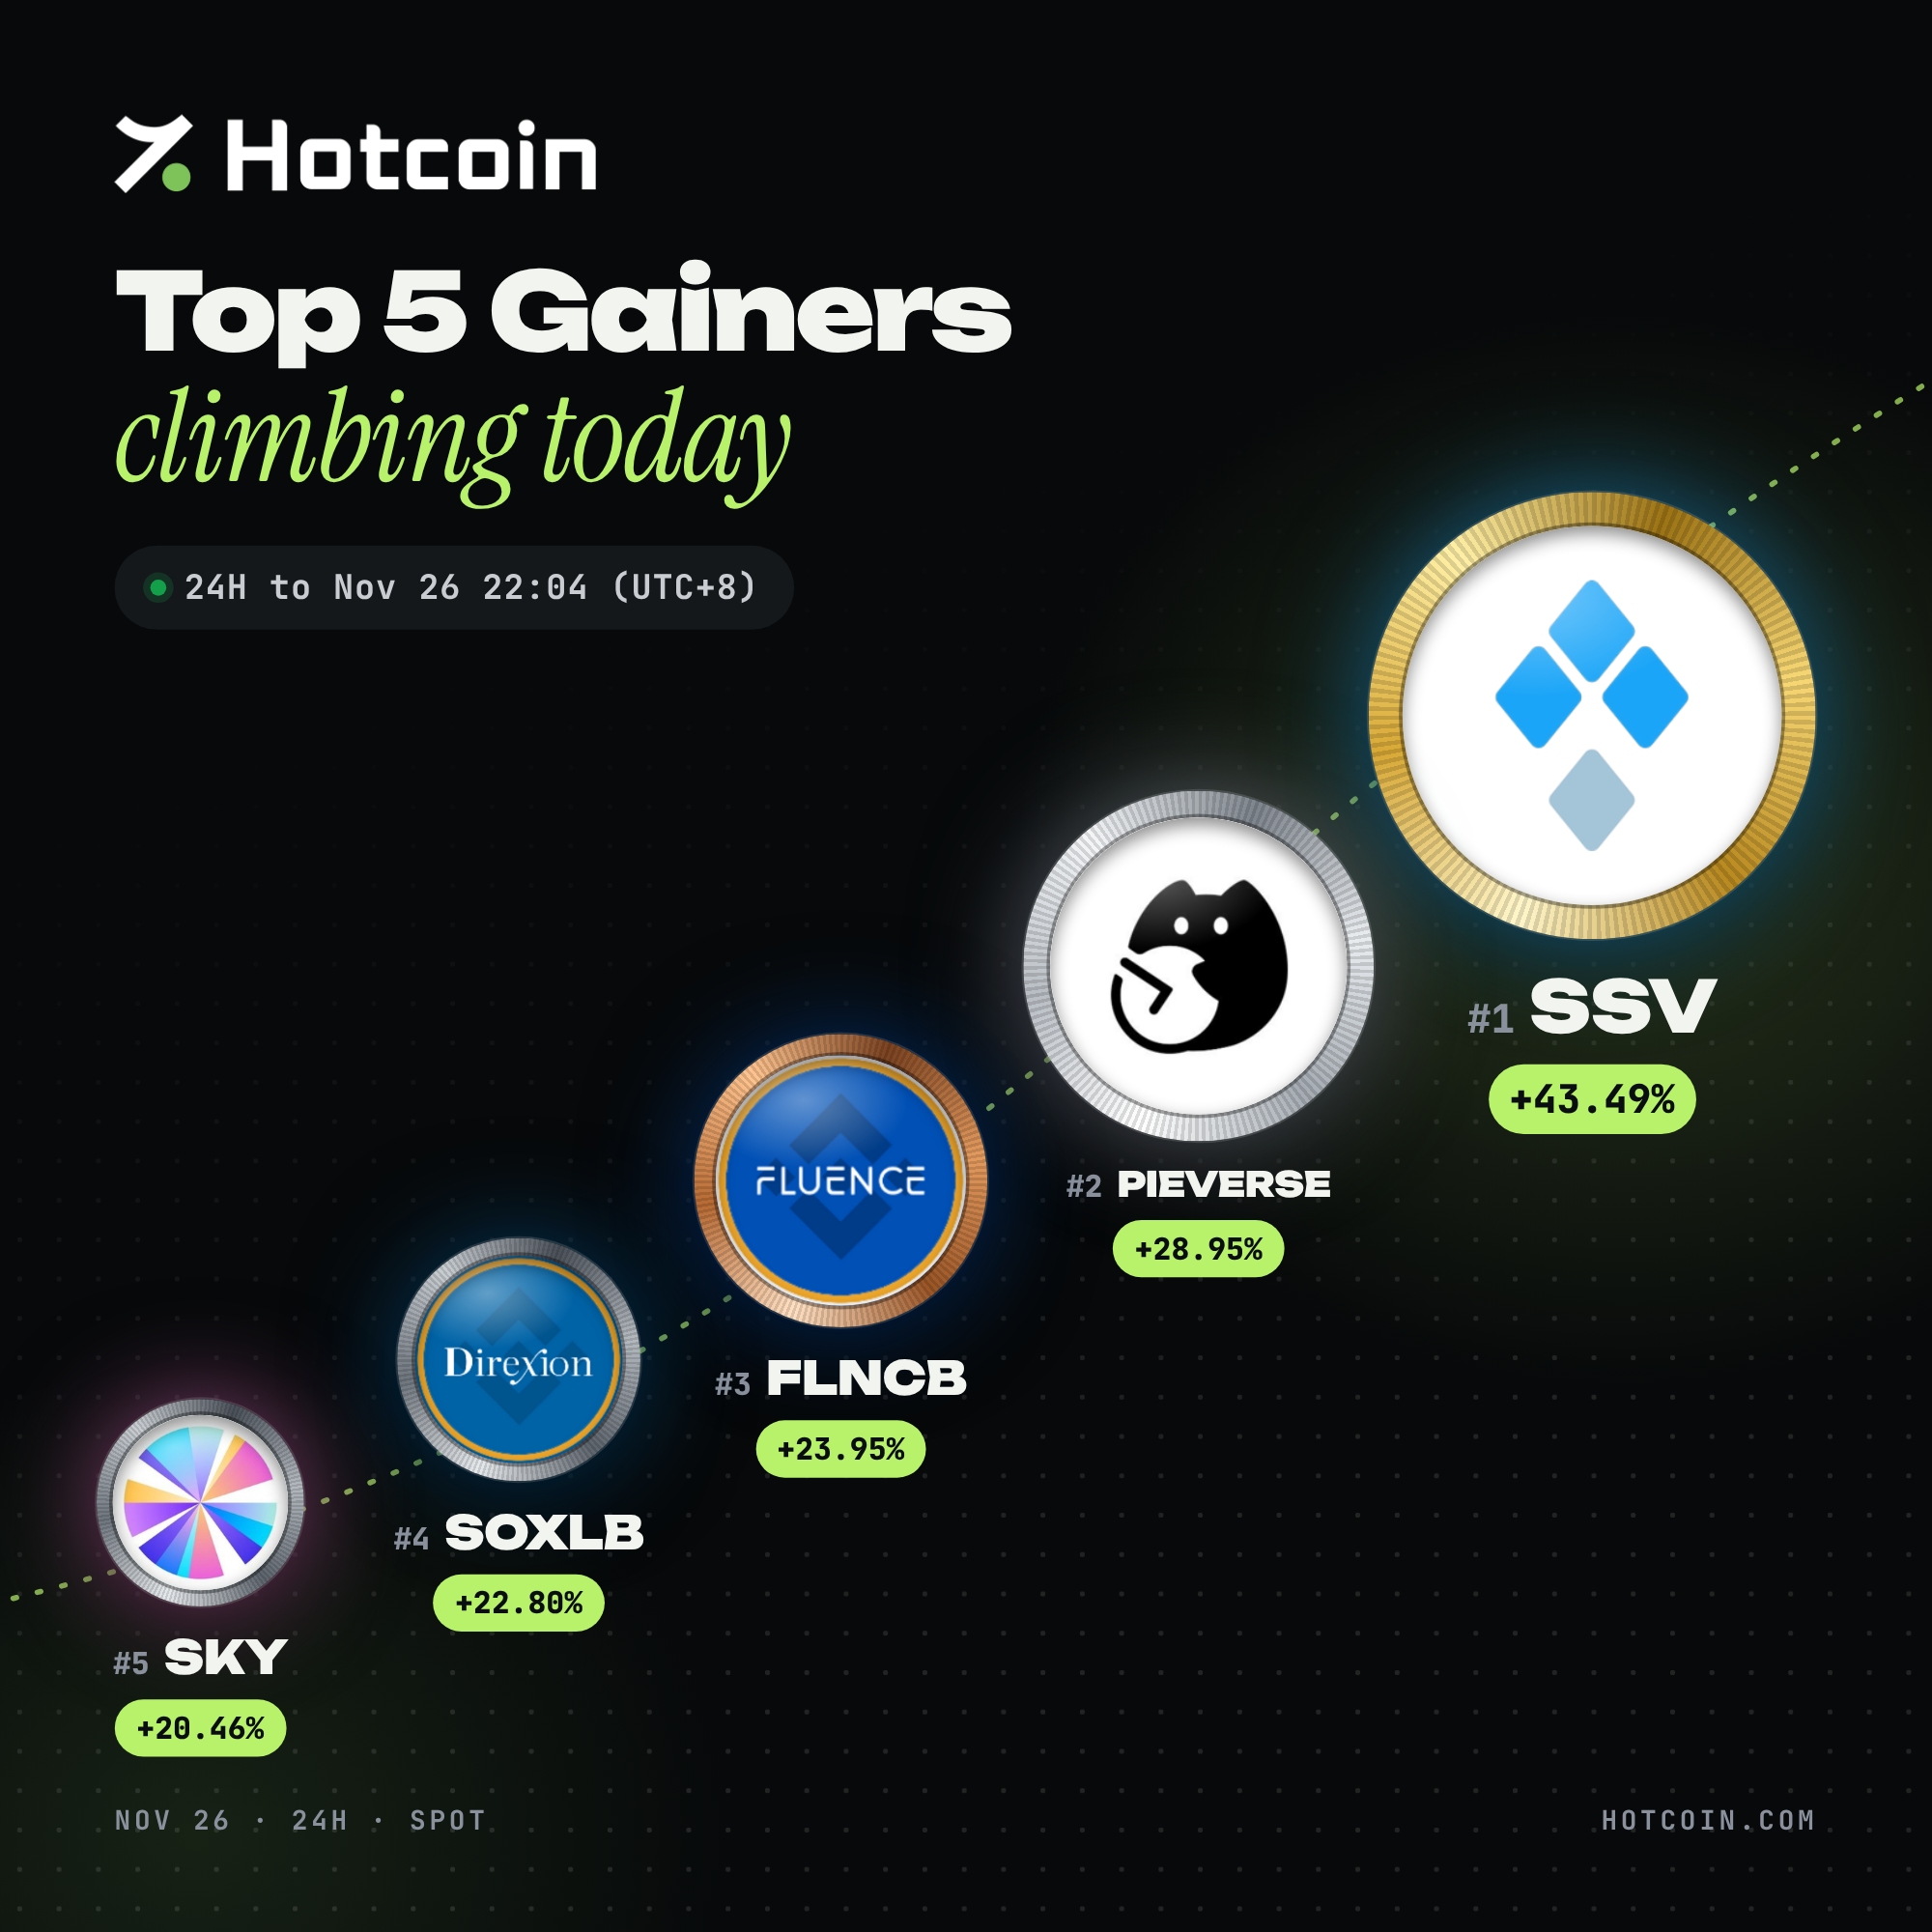 Hotcoin
Top 5 Gainers
climbing today
24H to Nov 26 22:04 (UTC+8)
#1 SSV
+43.49%
#2 PIEVERSE
+28.95%
FLUENCE
#3 FLNCB
+23.95%
Direxion
#4 SOXLB
+22.80%
#5 SKY
+20.46%
NOV 26 · 24H · SPOT
HOTCOIN.COM